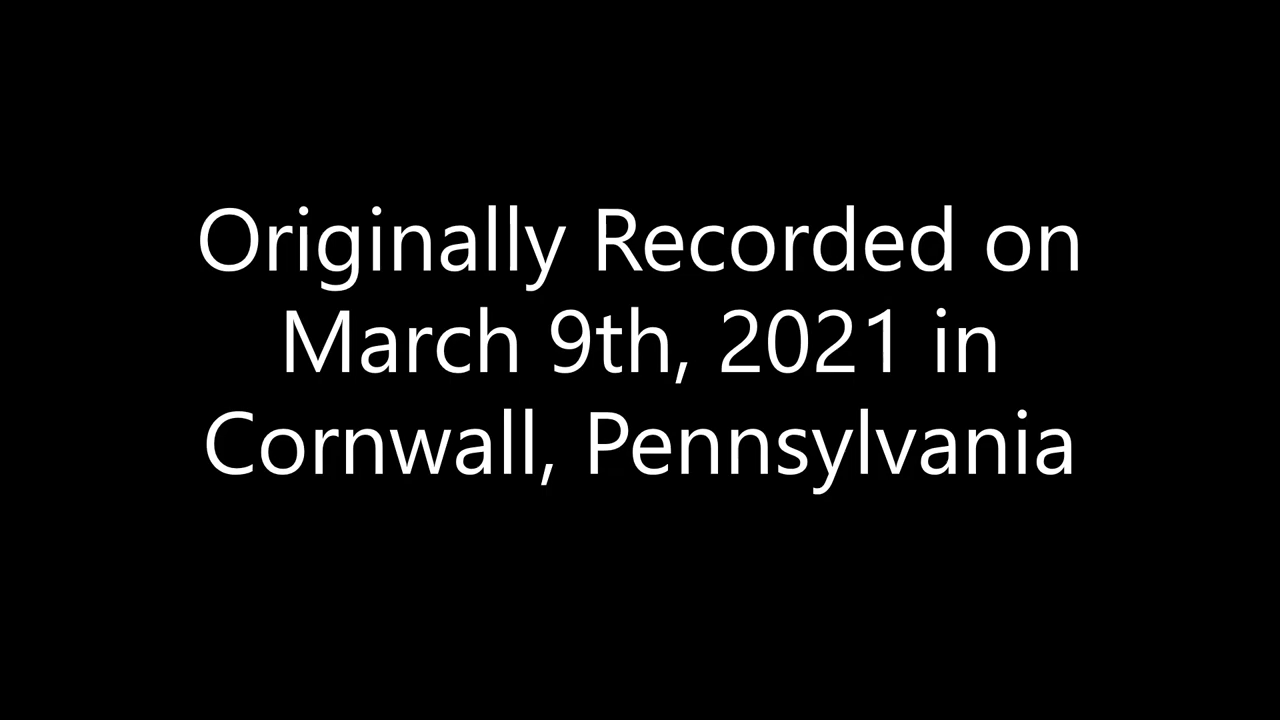 Originally Recorded on
March 9th, 2021 in
Cornwall, Pennsylvania